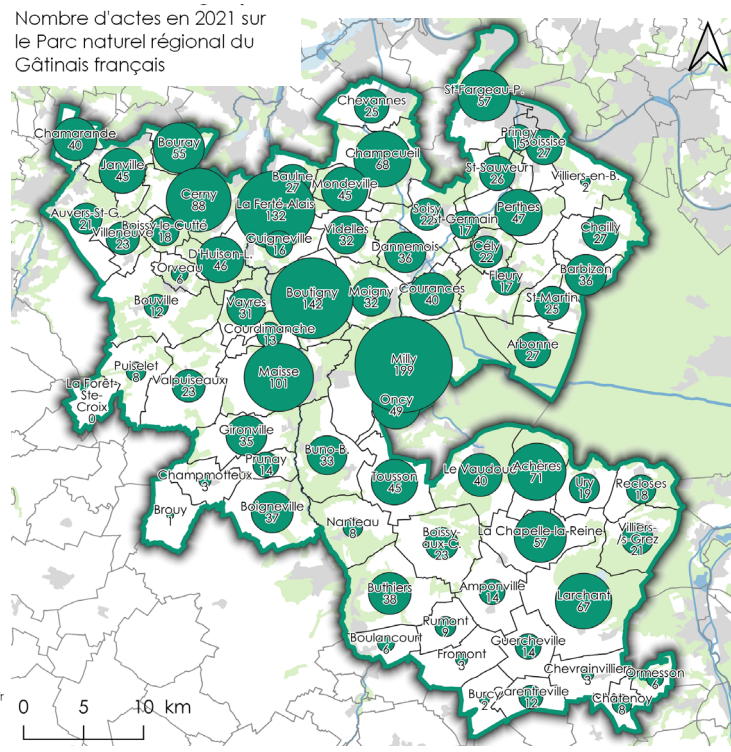 Nombre d'actes en 2021 sur
le Parc naturel régional du
Gâtinais français
St-Fargeau-P.
57
Chevannes
25
Chamarande
40
Bouray
55
Pringy
15
Boissise
27
Janville
45
Champcueil
68
Baulne
27
Mondeville
45
St-Sauveur
26
Villiers-en-B.
2
Cerny
88
La Ferté-Alais
132
Auvers-St-G.
21
Boissy-le-Cutté
18
Villeneuve
23
Soisy
22
St-Germain
17
Perthes
47
Chailly
27
Guigneville
16
Videlles
32
Dannemois
36
Cély
22
D'Huison-L.
46
Orveau
6
Barbizon
36
Fleury
17
Boutigny
142
Moigny
32
Courances
40
St-Martin
25
Bouville
12
Vayres
31
Courdimanche
13
Arbonne
27
Milly
199
Puiselet
8
Valpuiseaux
23
Maisse
101
La Forêt-
Ste-
Croix
0
Oncy
49
Gironville
35
Prunay
14
Buno-B.
33
Tousson
45
Le Vaudoué
40
Achères
71
Ury
19
Recloses
18
Champmotteux
3
Brouy
Boigneville
37
Nanteau
8
Boissy-
aux-C.
23
La Chapelle-la-Reine
57
Villiers-
/s-Grez
21
Buthiers
38
Amponville
14
Larchant
67
Rumont
9
Boulancourt
6
Guercheville
14
Fromont
3
Chevrainvilliers
Ormesson
6
Burcy
2
Garentreville
12
Châtenoy
8
r
0 5 10 km